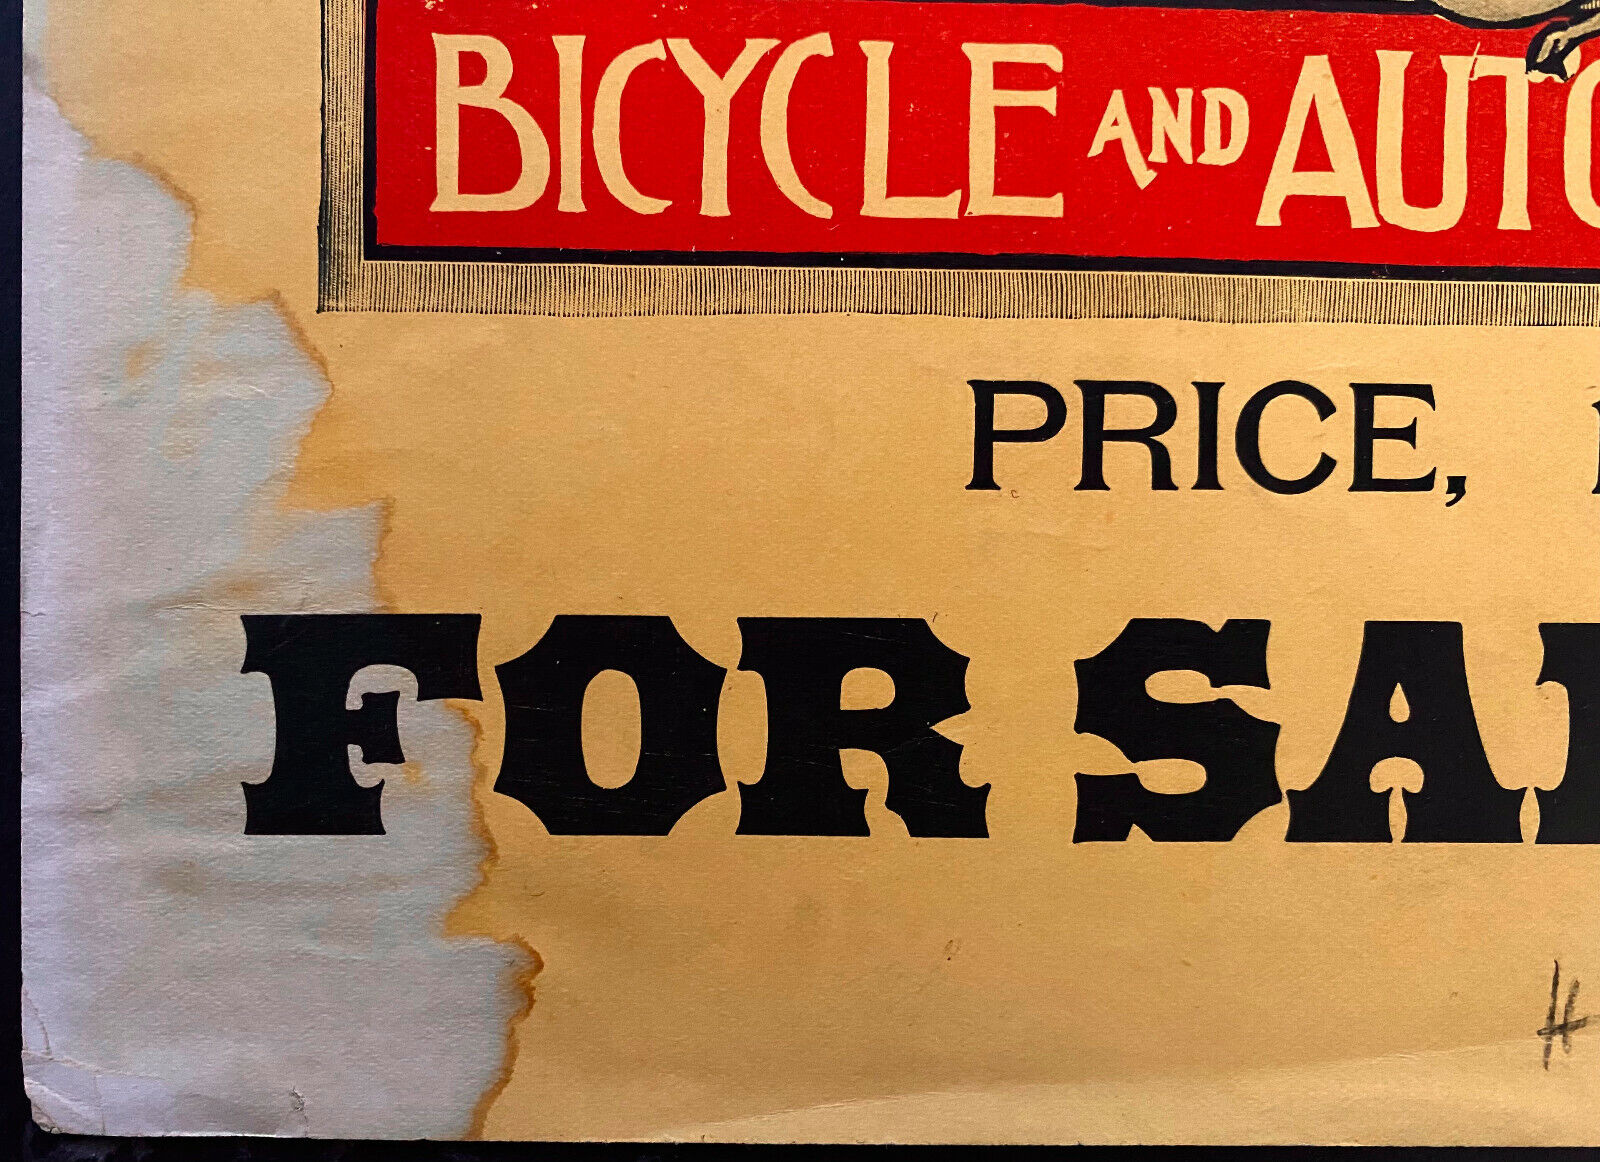 BICYCLE AND AUTO
PRICE,
FOR SA
H